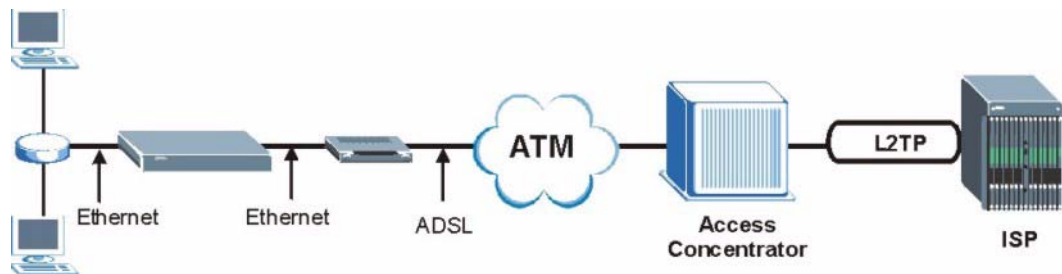 Ethernet
Ethernet
ADSL
ATM
Access
Concentrator
L2TP
ISP